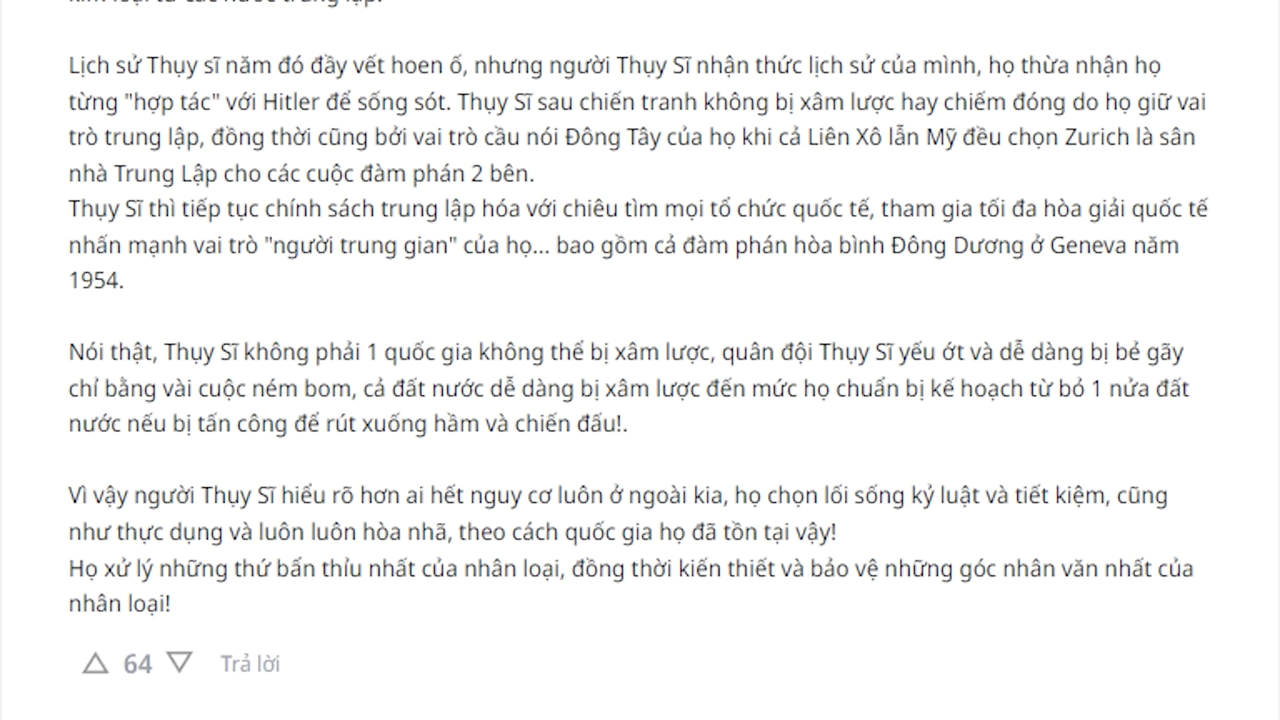 Lịch sử Thụy sĩ năm đó đầy vết hoen ố, nhưng người Thụy Sĩ nhận thức lịch sử của mình, họ thừa nhận họ
từng "hợp tác" với Hitler để sống sót. Thụy Sĩ sau chiến tranh không bị xâm lược hay chiếm đóng do họ giữ vai
trò trung lập, đồng thời cũng bởi vai trò cầu nói Đông Tây của họ khi cả Liên Xô lẫn Mỹ đều chọn Zurich là sân
nhà Trung Lập cho các cuộc đàm phán 2 bên.
Thụy Sĩ thì tiếp tục chính sách trung lập hóa với chiêu tìm mọi tổ chức quốc tế, tham gia tối đa hòa giải quốc tế
nhấn mạnh vai trò "người trung gian" của họ... bao gồm cả đàm phán hòa bình Đông Dương ở Geneva năm
1954.
Nói thật, Thụy Sĩ không phải 1 quốc gia không thể bị xâm lược, quân đội Thụy Sĩ yếu ớt và dễ dàng bị bẻ gãy
chỉ bằng vài cuộc ném bom, cả đất nước dễ dàng bị xâm lược đến mức họ chuẩn bị kế hoạch từ bỏ 1 nửa đất
nước nếu bị tấn công để rút xuống hầm và chiến đấu!.
Vì vậy người Thụy Sĩ hiểu rõ hơn ai hết nguy cơ luôn ở ngoài kia, họ chọn lối sống kỷ luật và tiết kiệm, cũng
như thực dụng và luôn luôn hòa nhã, theo cách quốc gia họ đã tồn tại vậy!
Họ xử lý những thứ bẩn thỉu nhất của nhân loại, đồng thời kiến thiết và bảo vệ những góc nhân văn nhất của
nhân loại!
64 Trả lời